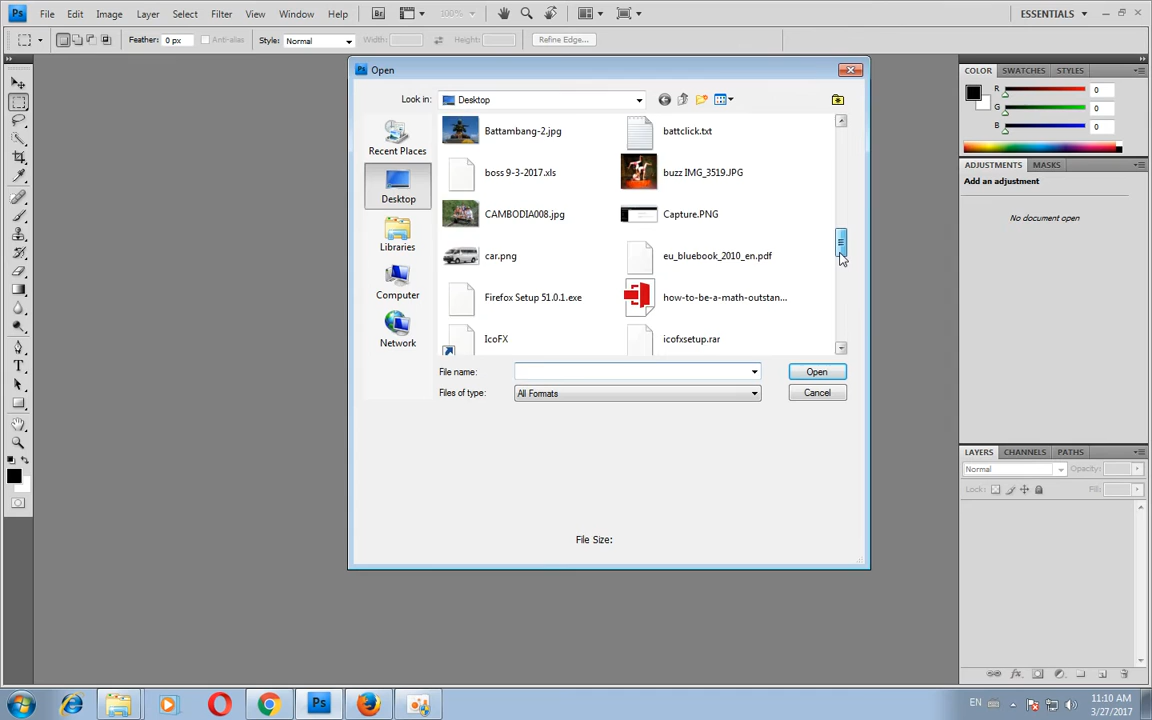 Ps File Edit Image Layer Select Filter View Window Help Br 100% ESSENTIALS
Feather: 0 px Anti-alias Style: Normal Width: Height: Refine Edge...
Ps Open
Look in: Desktop
Recent Places
Desktop
Libraries
Computer
Network
Battambang-2.jpg battclick.txt
boss 9-3-2017.xls buzz IMG_3519.JPG
CAMBODIA008.jpg Capture.PNG
car.png eu_bluebook_2010_en.pdf
Firefox Setup 51.0.1.exe how-to-be-a-math-outstan...
IcoFX icofxsetup.rar
File name: Open
Files of type: All Formats Cancel
File Size:
COLOR SWATCHES STYLES
R 0
G 0
B 0
ADJUSTMENTS MASKS
Add an adjustment
No document open
LAYERS CHANNELS PATHS
Normal Opacity:
Lock: Fill:
Ps EN 11:10 AM
3/27/2017